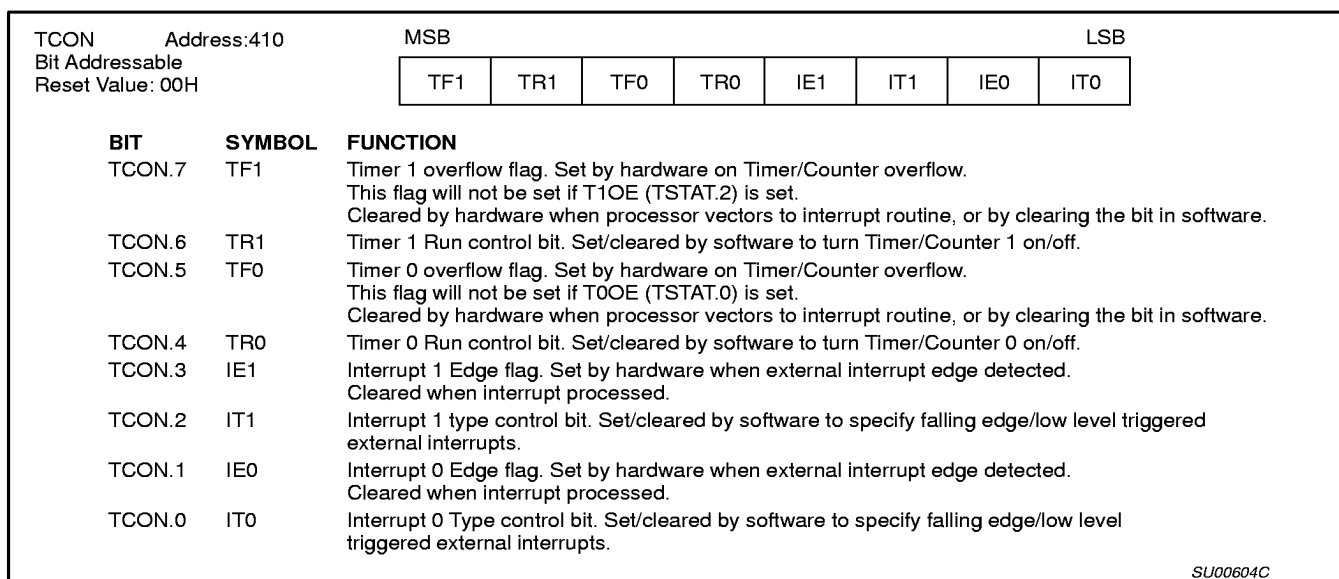 TCON Address:410 MSB LSB
Bit Addressable
Reset Value: 00H
TF1 TR1 TF0 TR0 IE1 IT1 IE0 IT0
BIT SYMBOL FUNCTION
TCON.7 TF1 Timer 1 overflow flag. Set by hardware on Timer/Counter overflow.
This flag will not be set if T1OE (TSTAT.2) is set.
Cleared by hardware when processor vectors to interrupt routine, or by clearing the bit in software.
TCON.6 TR1 Timer 1 Run control bit. Set/cleared by software to turn Timer/Counter 1 on/off.
TCON.5 TF0 Timer 0 overflow flag. Set by hardware on Timer/Counter overflow.
This flag will not be set if T0OE (TSTAT.0) is set.
Cleared by hardware when processor vectors to interrupt routine, or by clearing the bit in software.
TCON.4 TR0 Timer 0 Run control bit. Set/cleared by software to turn Timer/Counter 0 on/off.
TCON.3 IE1 Interrupt 1 Edge flag. Set by hardware when external interrupt edge detected.
Cleared when interrupt processed.
TCON.2 IT1 Interrupt 1 type control bit. Set/cleared by software to specify falling edge/low level triggered
external interrupts.
TCON.1 IE0 Interrupt 0 Edge flag. Set by hardware when external interrupt edge detected.
Cleared when interrupt processed.
TCON.0 IT0 Interrupt 0 Type control bit. Set/cleared by software to specify falling edge/low level
triggered external interrupts.
SU00604C